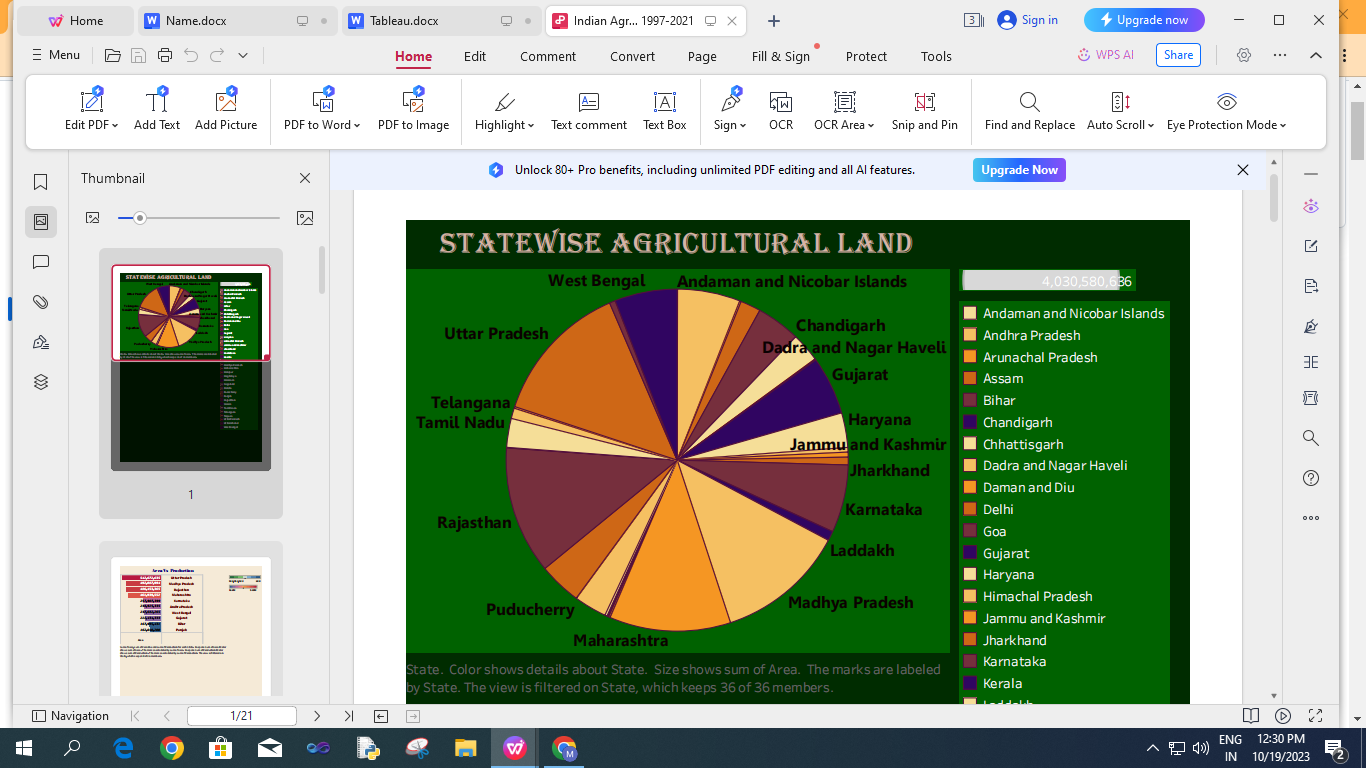 Home
Name.docx
Tableau.docx
Indian Agr... 1997-2021
3
Sign in
Upgrade now
Menu
Home
Edit
Comment
Convert
Page
Fill & Sign
Protect
Tools
WPS AI
Share
Edit PDF
Add Text
Add Picture
PDF to Word
PDF to Image
Highlight
Text comment
Text Box
Sign
OCR
OCR Area
Snip and Pin
Find and Replace
Auto Scroll
Eye Protection Mode
Thumbnail
Unlock 80+ Pro benefits, including unlimited PDF editing and all AI features.
Upgrade Now
STATEWISE AGRICULTURAL LAND
1
STATEWISE AGRICULTURAL LAND
West Bengal
Andaman and Nicobar Islands
Uttar Pradesh
Chandigarh
Dadra and Nagar Haveli
Gujarat
Telangana
Tamil Nadu
Haryana
Jammu and Kashmir
Jharkhand
Rajasthan
Karnataka
Laddakh
Puducherry
Madhya Pradesh
Maharashtra
4,030,580,636
Andaman and Nicobar Islands
Andhra Pradesh
Arunachal Pradesh
Assam
Bihar
Chandigarh
Chhattisgarh
Dadra and Nagar Haveli
Daman and Diu
Delhi
Goa
Gujarat
Haryana
Himachal Pradesh
Jammu and Kashmir
Jharkhand
Karnataka
Kerala
Laddakh
State. Color shows details about State. Size shows sum of Area. The marks are labeled
by State. The view is filtered on State, which keeps 36 of 36 members.
Navigation
1/21
ENG
IN
12:30 PM
10/19/2023
2